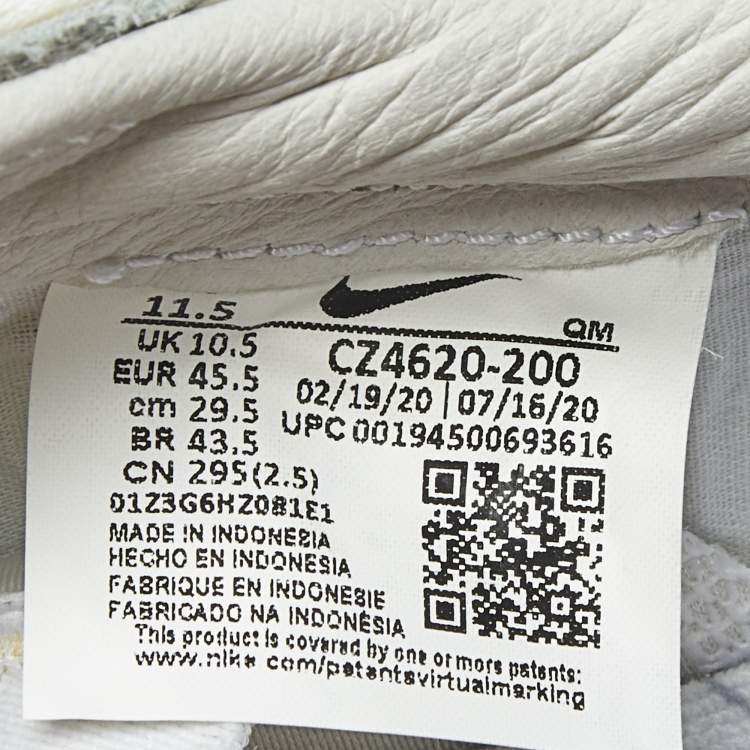 11.5
QM
UK 10.5
EUR 45.5
cm 29.5
BR 43.5
CN 295(2.5)
CZ4620-200
02/19/20 | 07/16/20
UPC 00194500693616
01Z3G6HZ081E1
MADE IN INDONESIA
HECHO EN INDONESIA
FABRIQUE EN INDONESIE
FABRICADO NA INDONÉSIA
This product is covered by one or more patents:
www.nike.com/patentsvirtualmarking